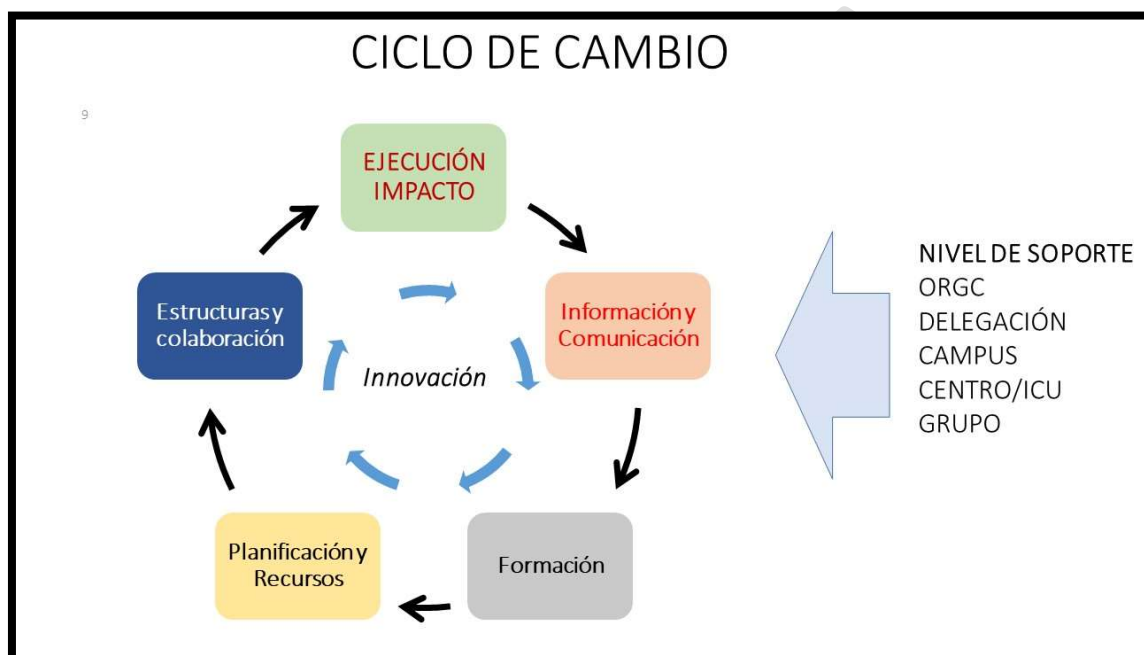 CICLO DE CAMBIO
9
EJECUCIÓN
IMPACTO
Información y
Comunicación
Formación
Planificación y
Recursos
Estructuras y
colaboración
Innovación
NIVEL DE SOPORTE
ORGC
DELEGACIÓN
CAMPUS
CENTRO/ICU
GRUPO